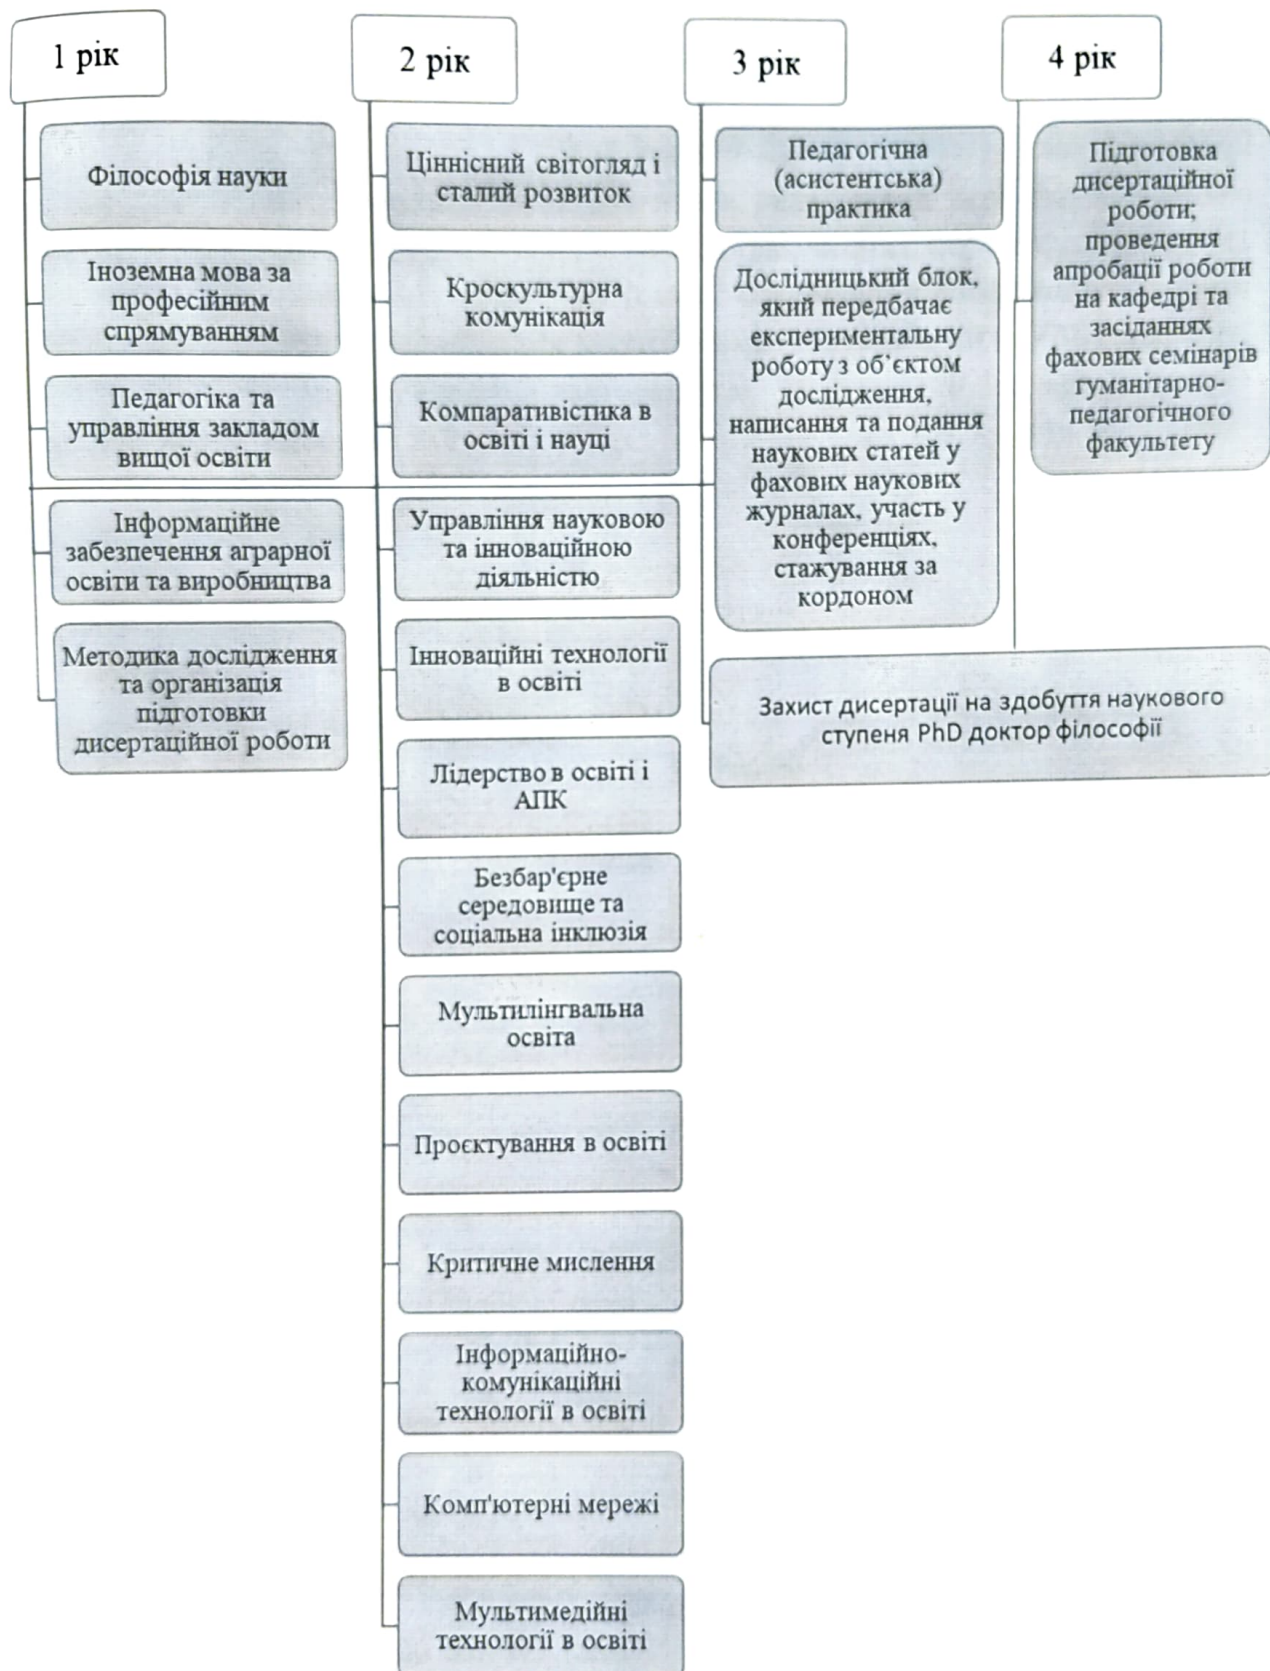 1 рік
Філософія науки
Іноземна мова за
професійним
спрямуванням
Педагогіка та
управління закладом
вищої освіти
Інформаційне
забезпечення аграрної
освіти та виробництва
Методика дослідження
та організація
підготовки
дисертаційної роботи
2 рік
Ціннісний світогляд і
сталий розвиток
Кроскультурна
комунікація
Компаративістика в
освіті і науці
Управління науковою
та інноваційною
діяльністю
Інноваційні технології
в освіті
Лідерство в освіті і
АПК
Безбар'єрне
середовище та
соціальна інклюзія
Мультилінгвальна
освіта
Проєктування в освіті
Критичне мислення
Інформаційно-
комунікаційні
технології в освіті
Комп'ютерні мережі
Мультимедійні
технології в освіті
3 рік
Педагогічна
(асистентська)
практика
Дослідницький блок,
який передбачає
експериментальну
роботу з об’єктом
дослідження,
написання та подання
наукових статей у
фахових наукових
журналах, участь у
конференціях,
стажування за
кордоном
4 рік
Підготовка
дисертаційної
роботи;
проведення
апробації роботи
на кафедрі та
засіданнях
фахових семінарів
гуманітарно-
педагогічного
факультету
Захист дисертації на здобуття наукового
ступеня PhD доктор філософії